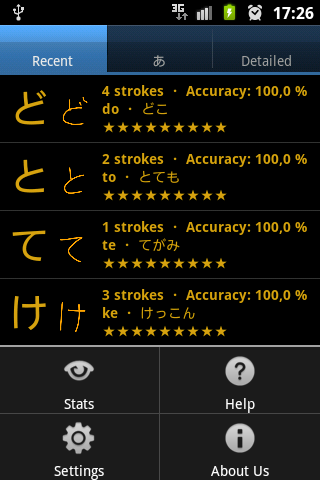 3G 17:26
Recent あ Detailed
ど ど 4 strokes · Accuracy: 100,0 %
do · どこ
★★★★★★★★★
と と 2 strokes · Accuracy: 100,0 %
to · とても
★★★★★★★★★
て て 1 strokes · Accuracy: 100,0 %
te · てがみ
★★★★★★★★★
け け 3 strokes · Accuracy: 100,0 %
ke · けっこん
★★★★★★★★★
Stats Help
Settings About Us